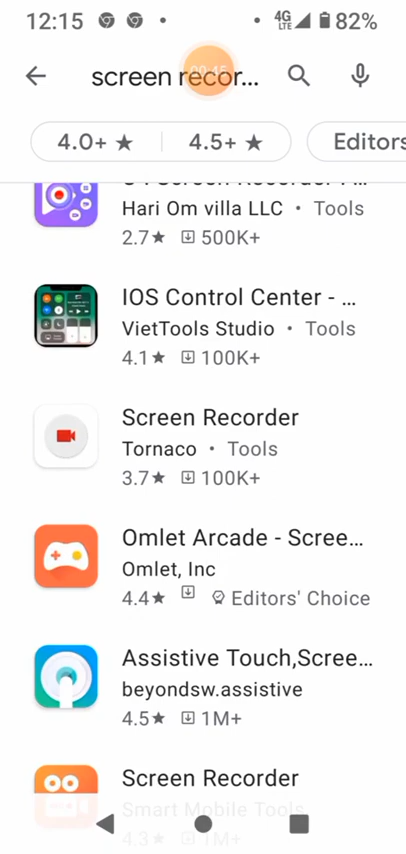 12:15
4G
LTE
82%
screen recor...
00:45
4.0+ ★
4.5+ ★
Editors
Hari Om villa LLC • Tools
2.7★ 500K+
IOS Control Center - ...
VietTools Studio • Tools
4.1★ 100K+
Screen Recorder
Tornaco • Tools
3.7★ 100K+
Omlet Arcade - Scree...
Omlet, Inc
4.4★ Editors' Choice
Assistive Touch,Scree...
beyondsw.assistive
4.5★ 1M+
Screen Recorder
Smart Mobile Tools
4.3★ 1M+